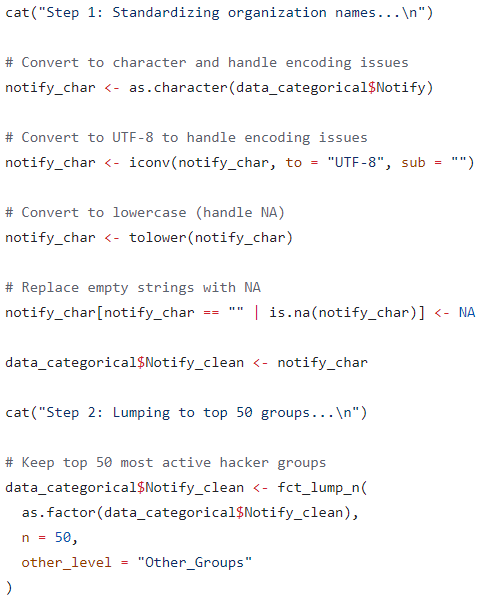 cat("Step 1: Standardizing organization names...\n")
# Convert to character and handle encoding issues
notify_char <- as.character(data_categorical$Notify)
# Convert to UTF-8 to handle encoding issues
notify_char <- iconv(notify_char, to = "UTF-8", sub = "")
# Convert to lowercase (handle NA)
notify_char <- tolower(notify_char)
# Replace empty strings with NA
notify_char[notify_char == "" | is.na(notify_char)] <- NA
data_categorical$Notify_clean <- notify_char
cat("Step 2: Lumping to top 50 groups...\n")
# Keep top 50 most active hacker groups
data_categorical$Notify_clean <- fct_lump_n(
  as.factor(data_categorical$Notify_clean),
  n = 50,
  other_level = "Other_Groups"
)